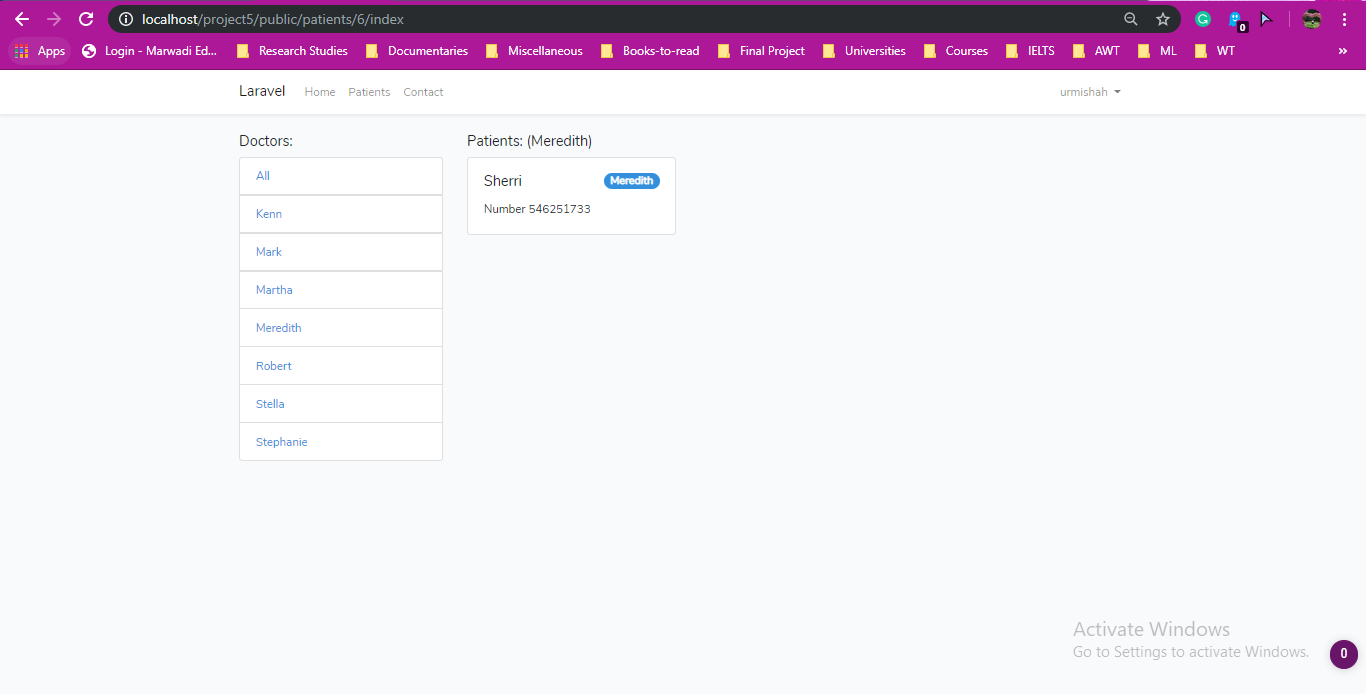 localhost/project5/public/patients/6/index
0
Apps Login - Marwadi Ed... Research Studies Documentaries Miscellaneous Books-to-read Final Project Universities Courses IELTS AWT ML WT »
Laravel Home Patients Contact urmishah
Doctors:
All
Kenn
Mark
Martha
Meredith
Robert
Stella
Stephanie
Patients: (Meredith)
Sherri Meredith
Number 546251733
Activate Windows
Go to Settings to activate Windows.
0